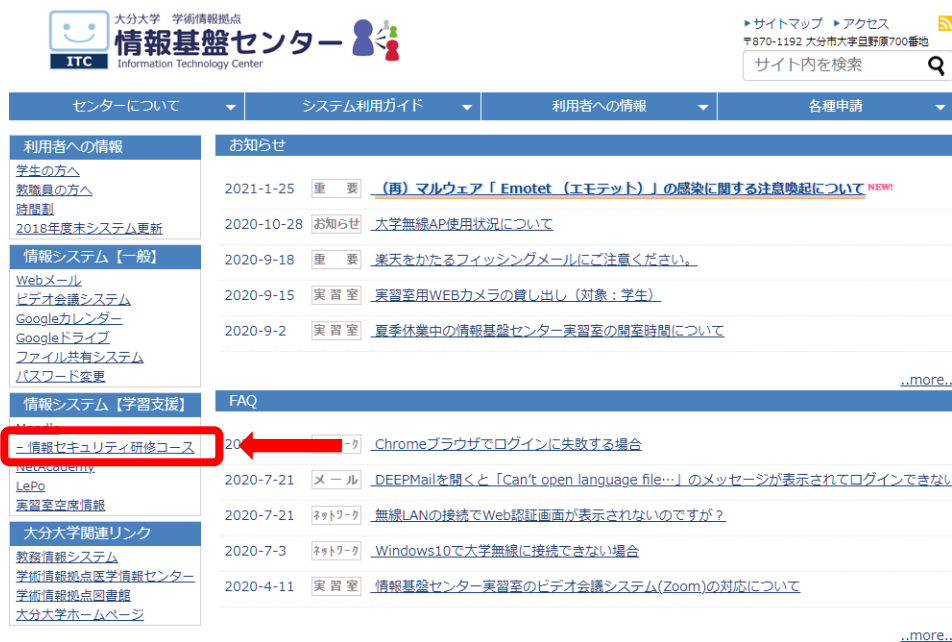 大分大学 学術情報拠点
情報基盤センター
ITC
Information Technology Center
サイトマップ アクセス
〒870-1192 大分市大字旦野原700番地
サイト内を検索
センターについて システム利用ガイド 利用者への情報 各種申請
利用者への情報
学生の方へ
教職員の方へ
時間割
2018年度末システム更新
情報システム【一般】
Webメール
ビデオ会議システム
Googleカレンダー
Googleドライブ
ファイル共有システム
パスワード変更
情報システム【学習支援】
Moodle
– 情報セキュリティ研修コース
NetAcademy
LePo
実習室空席情報
大分大学関連リンク
教務情報システム
学術情報拠点医学情報センター
学術情報拠点図書館
大分大学ホームページ
お知らせ
2021-1-25 重 要 (再) マルウェア「 Emotet (エモテット) 」の感染に関する注意喚起について NEW!
2020-10-28 お知らせ 大学無線AP使用状況について
2020-9-18 重 要 楽天をかたるフィッシングメールにご注意ください。
2020-9-15 実習室 実習室用WEBカメラの貸し出し(対象:学生)
2020-9-2 実習室 夏季休業中の情報基盤センター実習室の開室時間について
..more..
FAQ
20 ーク Chromeブラウザでログインに失敗する場合
2020-7-21 メール DEEPMailを開くと「Can't open language file…」のメッセージが表示されてログインできない
2020-7-21 ネットワーク 無線LANの接続でWeb認証画面が表示されないのですが?
2020-7-3 ネットワーク Windows10で大学無線に接続できない場合
2020-4-11 実習室 情報基盤センター実習室のビデオ会議システム(Zoom)の対応について
..more..